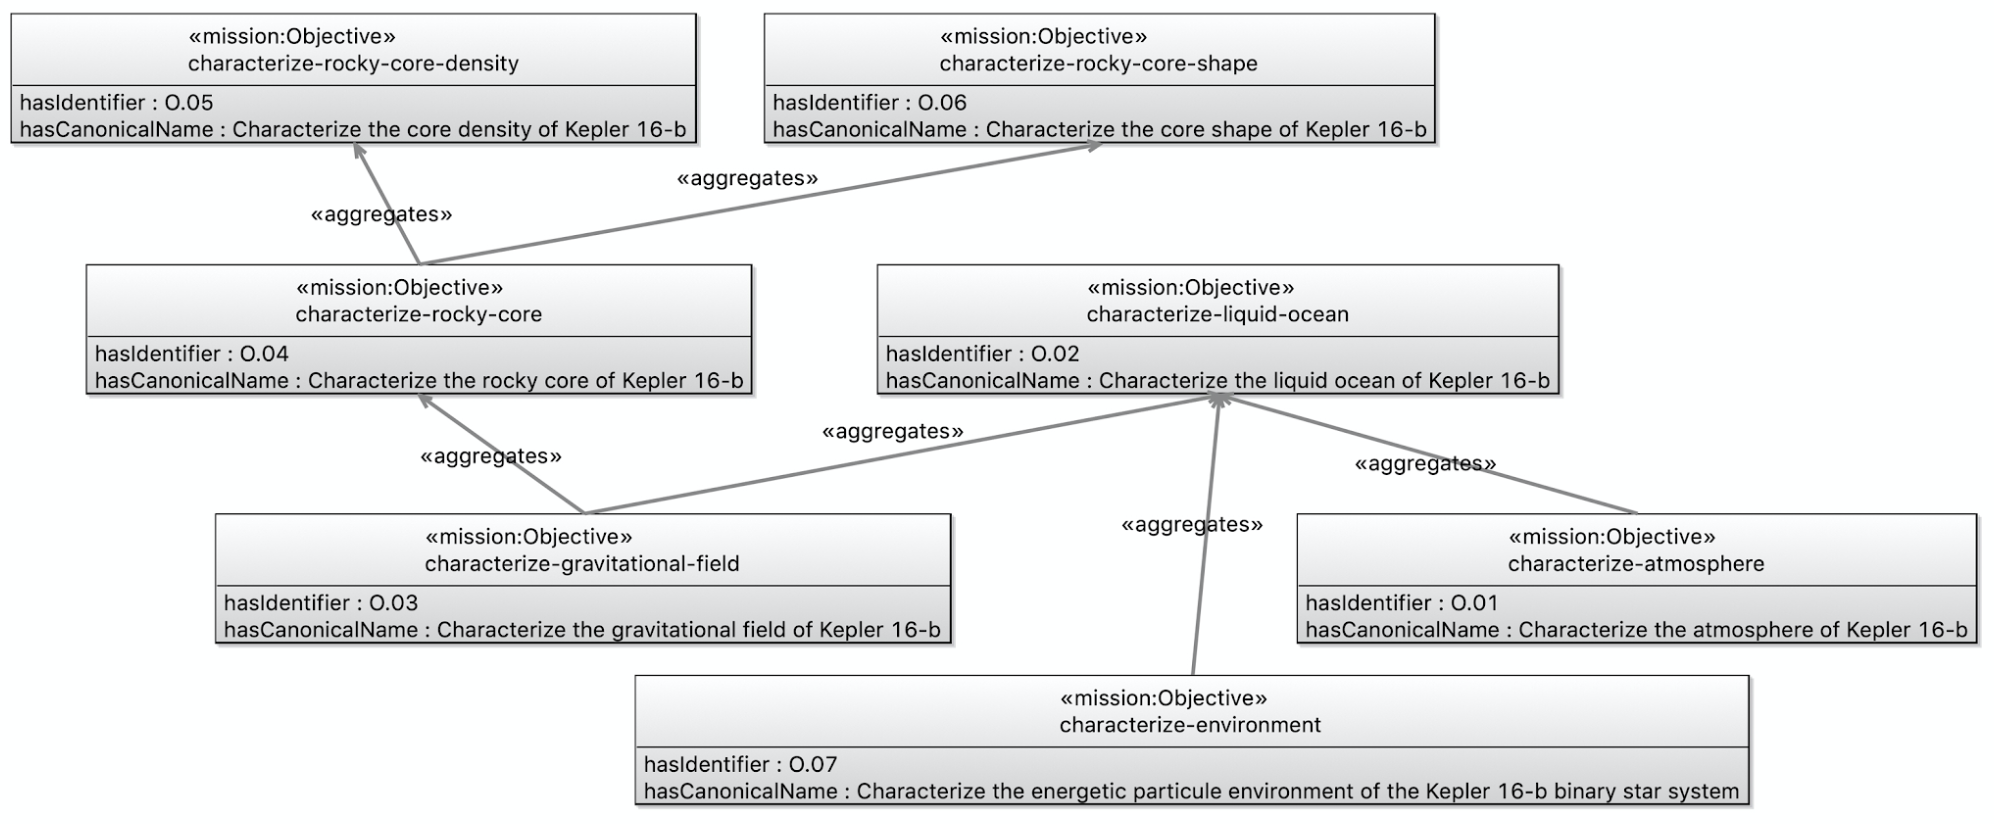 «mission:Objective»
characterize-rocky-core-density
hasIdentifier : O.05
hasCanonicalName : Characterize the core density of Kepler 16-b
«mission:Objective»
characterize-rocky-core-shape
hasIdentifier : O.06
hasCanonicalName : Characterize the core shape of Kepler 16-b
«aggregates»
«aggregates»
«mission:Objective»
characterize-rocky-core
hasIdentifier : O.04
hasCanonicalName : Characterize the rocky core of Kepler 16-b
«mission:Objective»
characterize-liquid-ocean
hasIdentifier : O.02
hasCanonicalName : Characterize the liquid ocean of Kepler 16-b
«aggregates»
«aggregates»
«aggregates»
«aggregates»
«mission:Objective»
characterize-gravitational-field
hasIdentifier : O.03
hasCanonicalName : Characterize the gravitational field of Kepler 16-b
«mission:Objective»
characterize-atmosphere
hasIdentifier : O.01
hasCanonicalName : Characterize the atmosphere of Kepler 16-b
«mission:Objective»
characterize-environment
hasIdentifier : O.07
hasCanonicalName : Characterize the energetic particule environment of the Kepler 16-b binary star system